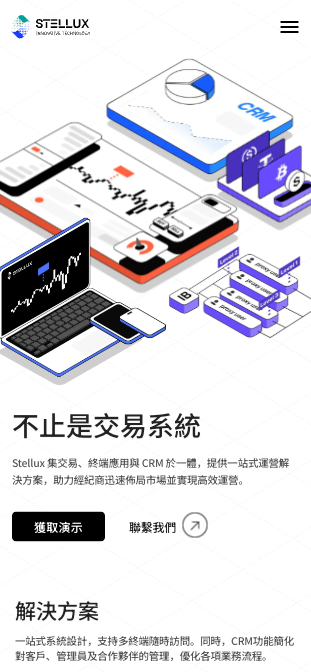 STELLUX
INNOVATIVE TECHNOLOGY
CRM
STELLUX
Level 2
Level 1
proxy user
proxy user
proxy user
Level 3
proxy user
IB
不止是交易系統
Stellux 集交易、終端應用與 CRM 於一體，提供一站式運營解
決方案，助力經紀商迅速佈局市場並實現高效運營。
獲取演示
聯繫我們
解決方案
一站式系統設計，支持多終端隨時訪問。同時，CRM功能簡化
對客戶、管理員及合作夥伴的管理，優化各項業務流程。